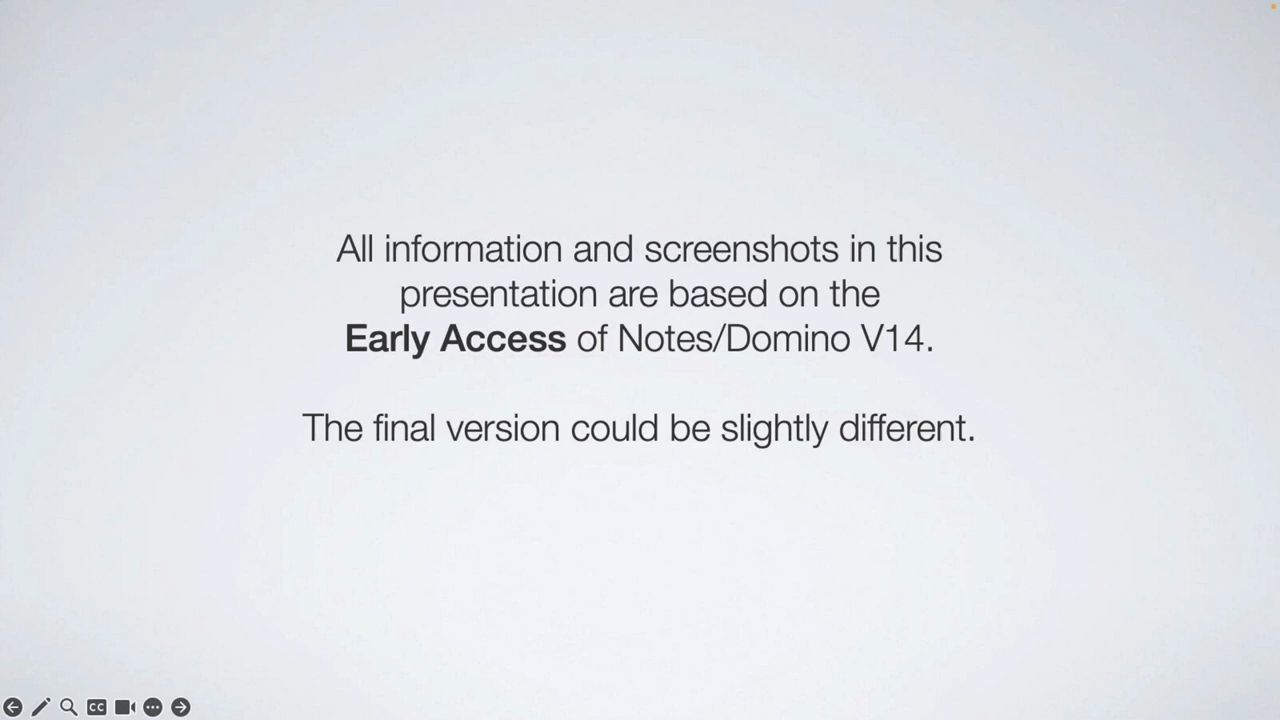 All information and screenshots in this
presentation are based on the
Early Access of Notes/Domino V14.
The final version could be slightly different.
CC